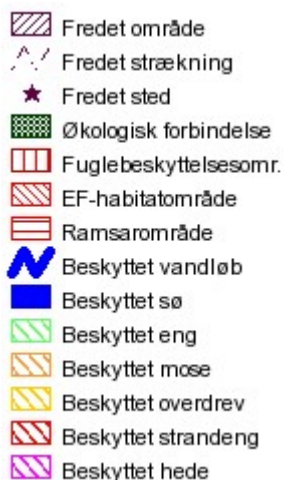 Fredet område
Fredet strækning
Fredet sted
Økologisk forbindelse
Fuglebeskyttelsesomr.
EF-habitatområde
Ramsarområde
Beskyttet vandløb
Beskyttet sø
Beskyttet eng
Beskyttet mose
Beskyttet overdrev
Beskyttet strandeng
Beskyttet hede